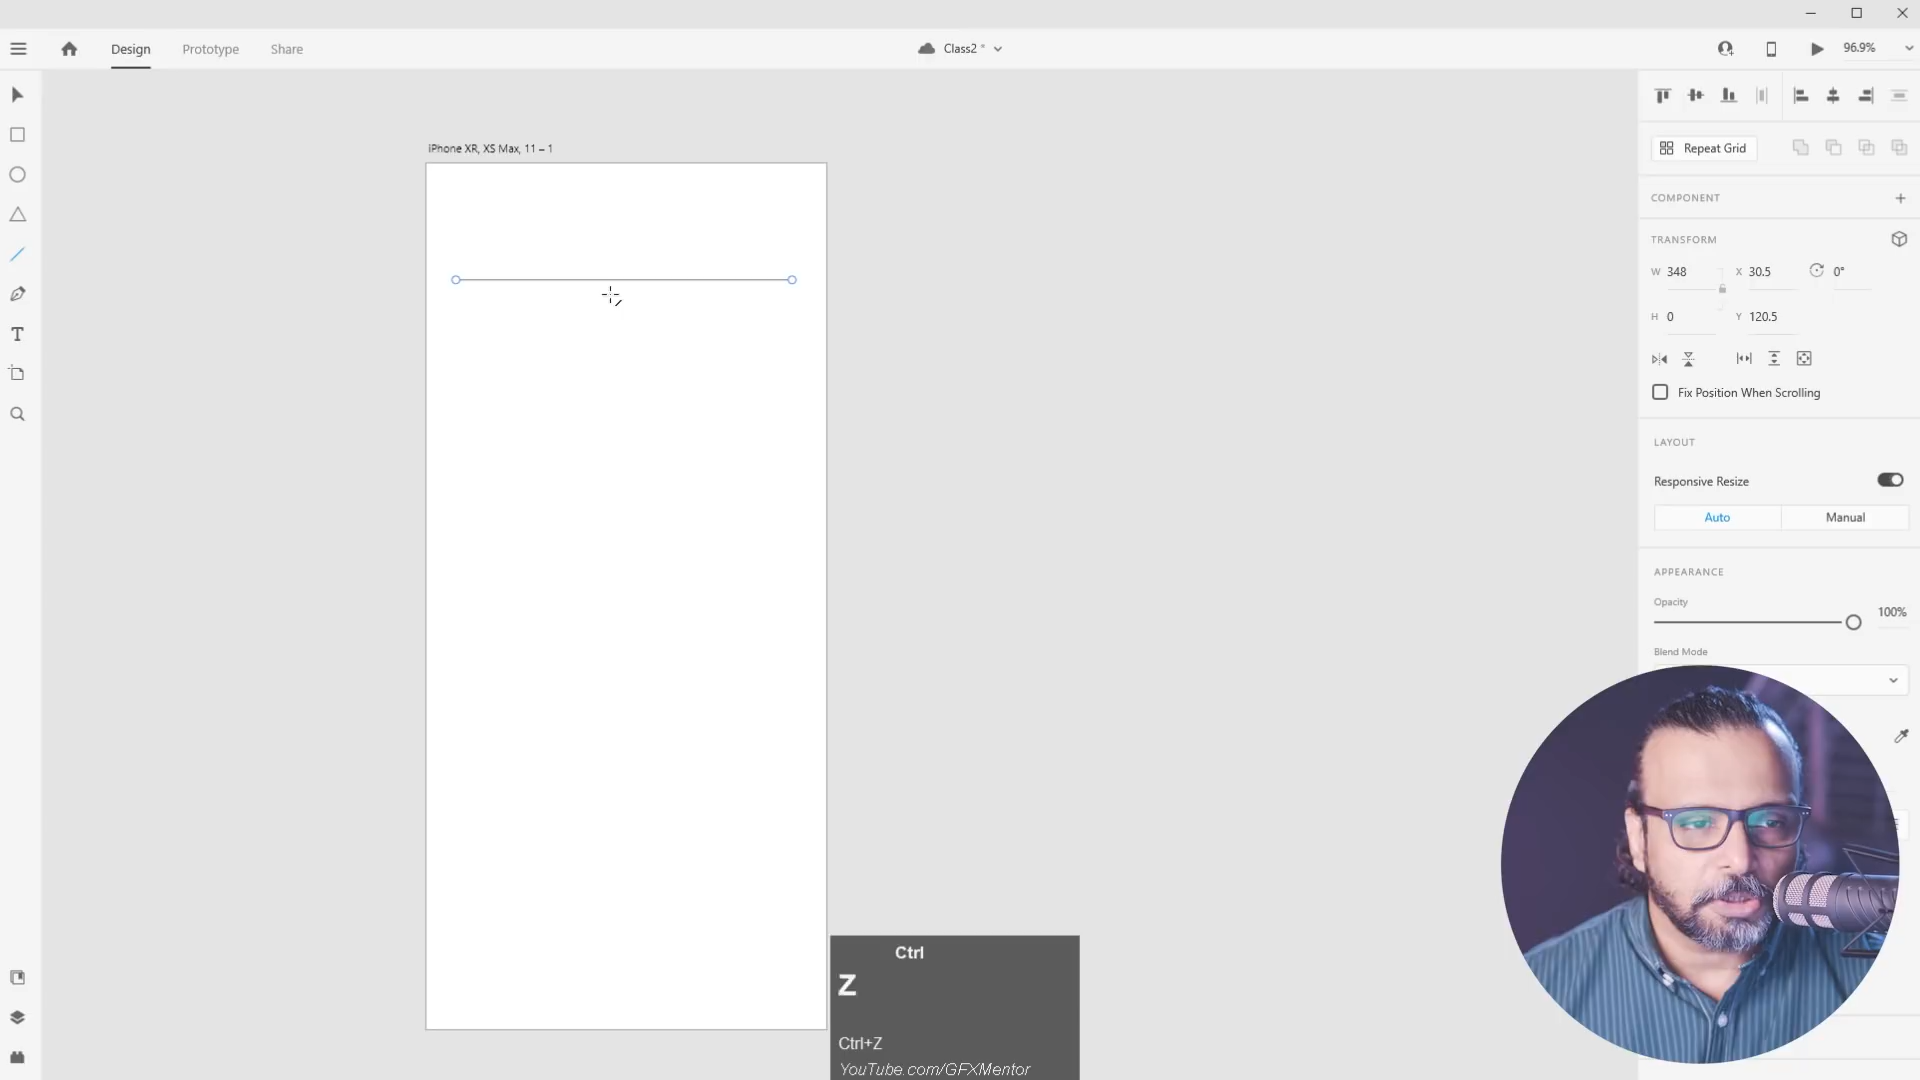 Design Prototype Share
Class2 *
96.9%
iPhone XR, XS Max, 11 – 1
Repeat Grid
COMPONENT
TRANSFORM
W 348 X 30.5 0°
H 0 Y 120.5
Fix Position When Scrolling
LAYOUT
Responsive Resize
Auto Manual
APPEARANCE
Opacity
100%
Blend Mode
Ctrl
Z
Ctrl+Z
YouTube.com/GFXMentor